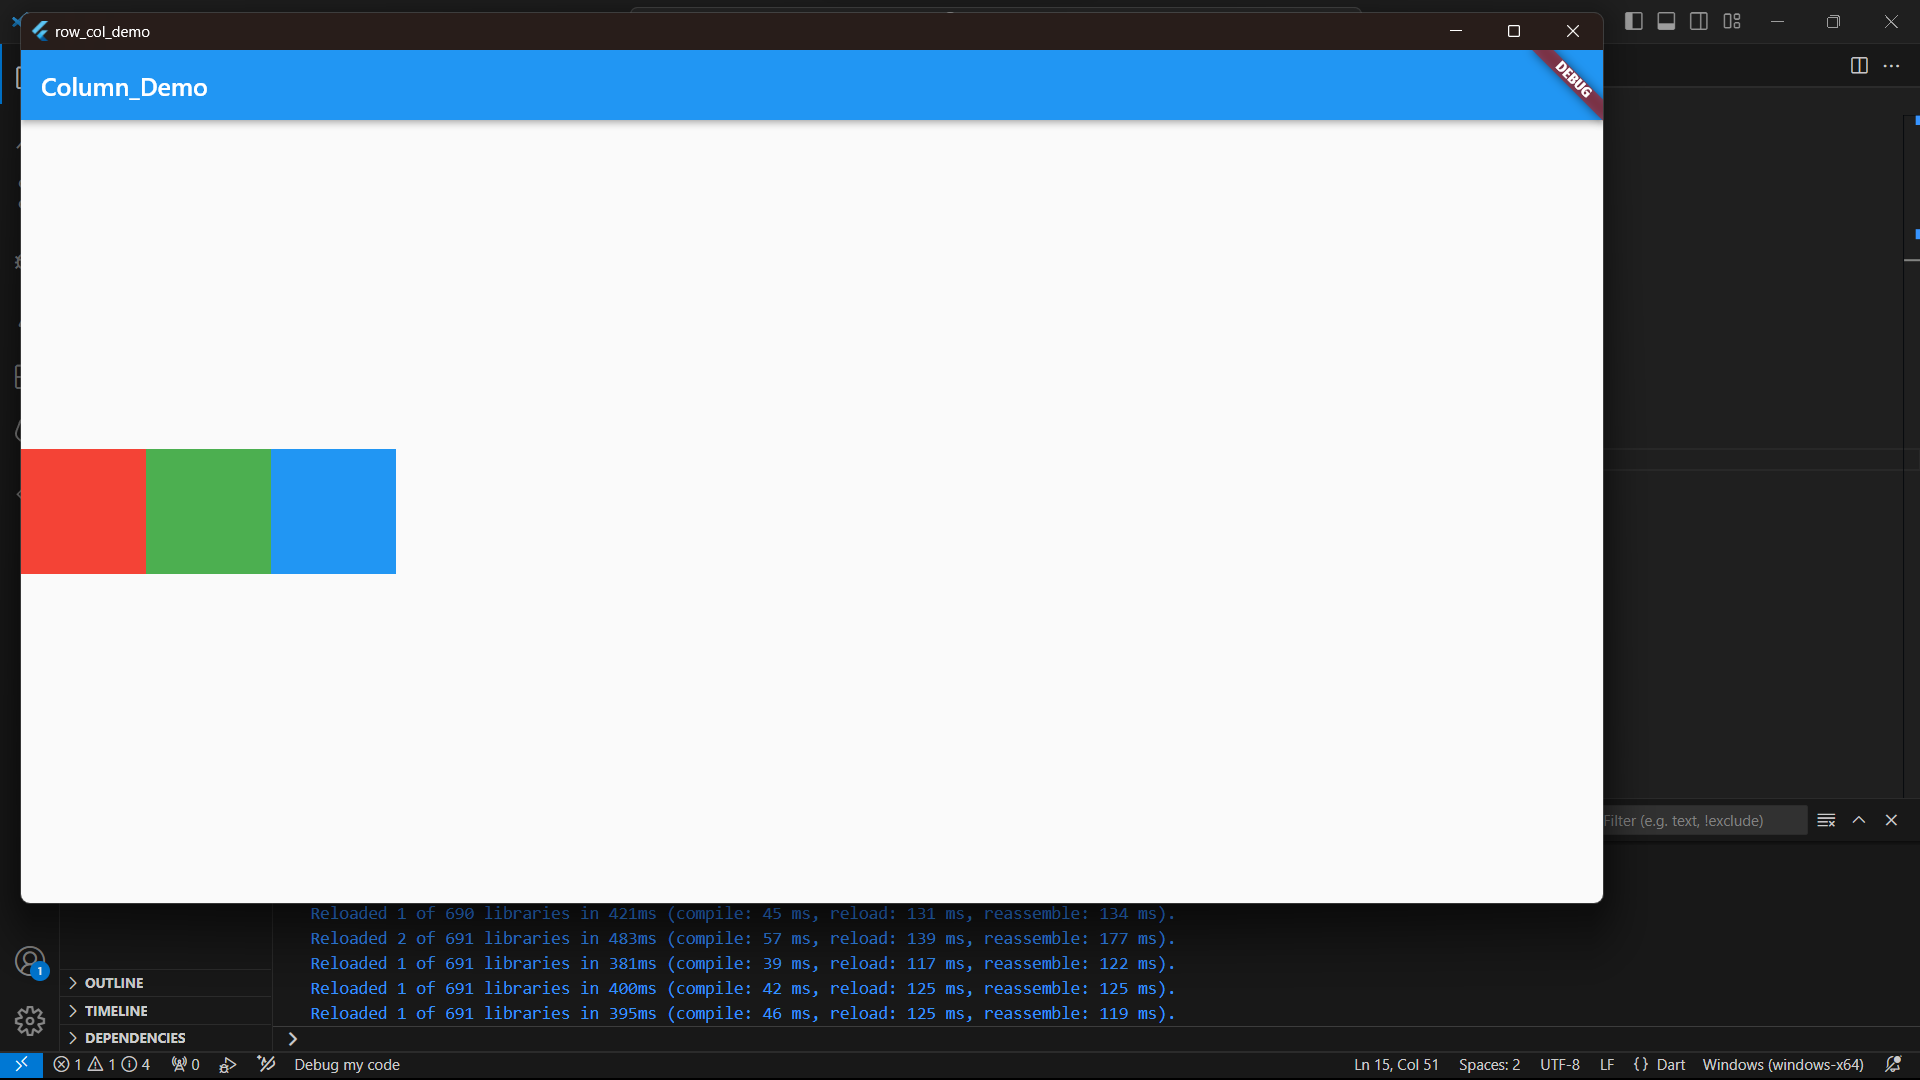 row_col_demo
Column_Demo
DEBUG
Filter (e.g. text, !exclude)
Reloaded 1 of 690 libraries in 421ms (compile: 45 ms, reload: 131 ms, reassemble: 134 ms).
Reloaded 2 of 691 libraries in 483ms (compile: 57 ms, reload: 139 ms, reassemble: 177 ms).
Reloaded 1 of 691 libraries in 381ms (compile: 39 ms, reload: 117 ms, reassemble: 122 ms).
Reloaded 1 of 691 libraries in 400ms (compile: 42 ms, reload: 125 ms, reassemble: 125 ms).
Reloaded 1 of 691 libraries in 395ms (compile: 46 ms, reload: 125 ms, reassemble: 119 ms).
1
OUTLINE
TIMELINE
DEPENDENCIES
1 1 4 0 Debug my code Ln 15, Col 51 Spaces: 2 UTF-8 LF {} Dart Windows (windows-x64)